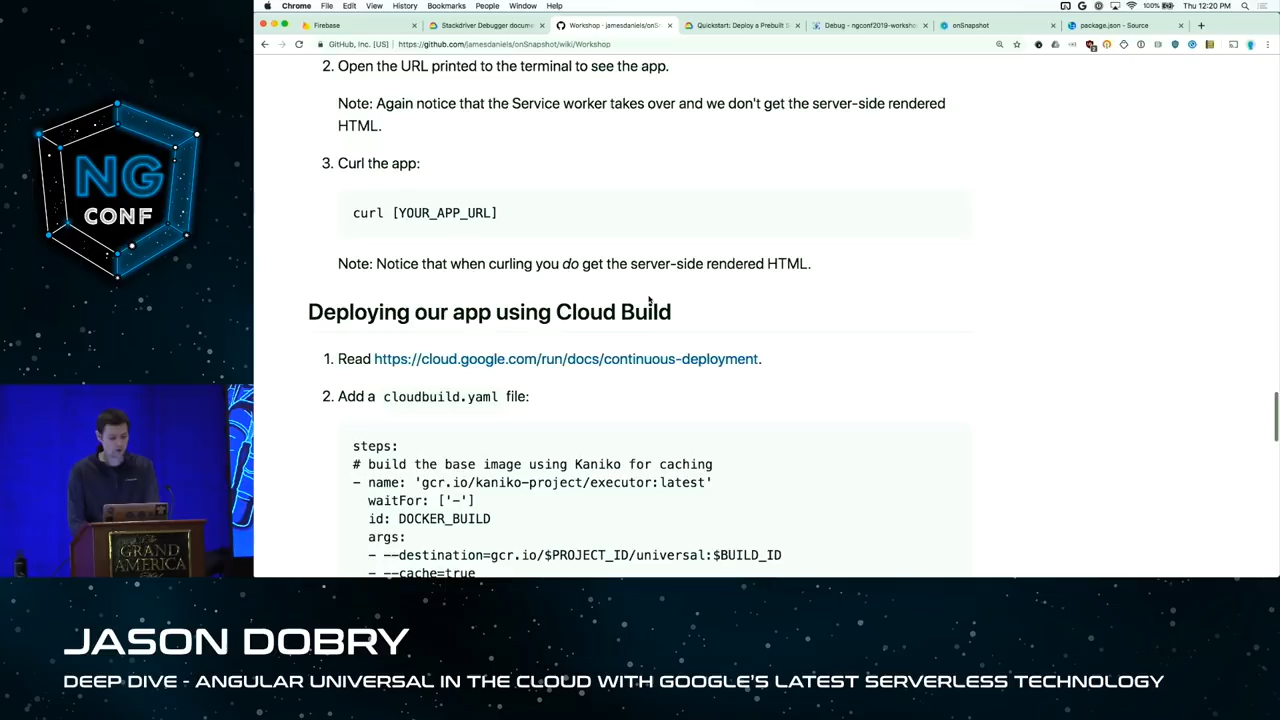 Chrome File Edit View History Bookmarks People Window Help
100% Thu 12:20 PM
Firebase
Stackdriver Debugger docume
Workshop · jamesdaniels/onSn
Quickstart: Deploy a Prebuilt
Debug - ngconf2019-worksho
onSnapshot
package.json - Source
GitHub, Inc. [US] | https://github.com/jamesdaniels/onSnapshot/wiki/Workshop
2. Open the URL printed to the terminal to see the app.
Note: Again notice that the Service worker takes over and we don't get the server-side rendered
HTML.
3. Curl the app:
curl [YOUR_APP_URL]
Note: Notice that when curling you do get the server-side rendered HTML.
Deploying our app using Cloud Build
1. Read https://cloud.google.com/run/docs/continuous-deployment.
2. Add a cloudbuild.yaml file:
steps:
# build the base image using Kaniko for caching
- name: 'gcr.io/kaniko-project/executor:latest'
waitFor: ['-']
id: DOCKER_BUILD
args:
- --destination=gcr.io/$PROJECT_ID/universal:$BUILD_ID
- --cache=true
NG
CONF
THE
GRAND
AMERICA
JASON DOBRY
DEEP DIVE - ANGULAR UNIVERSAL IN THE CLOUD WITH GOOGLE'S LATEST SERVERLESS TECHNOLOGY